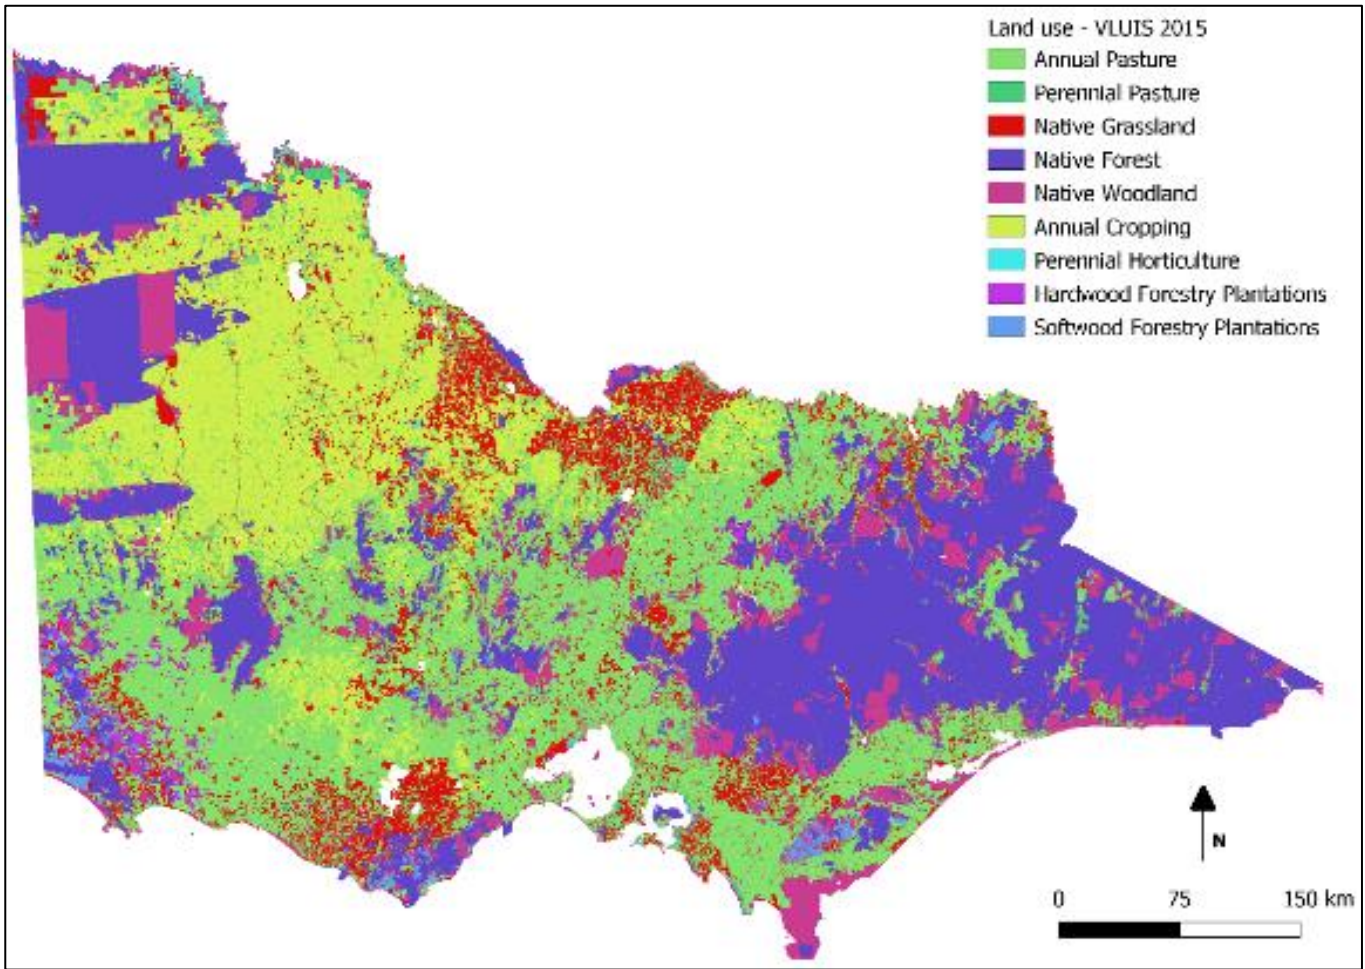 Land use - VLUIS 2015
Annual Pasture
Perennial Pasture
Native Grassland
Native Forest
Native Woodland
Annual Cropping
Perennial Horticulture
Hardwood Forestry Plantations
Softwood Forestry Plantations
N
0 75 150 km